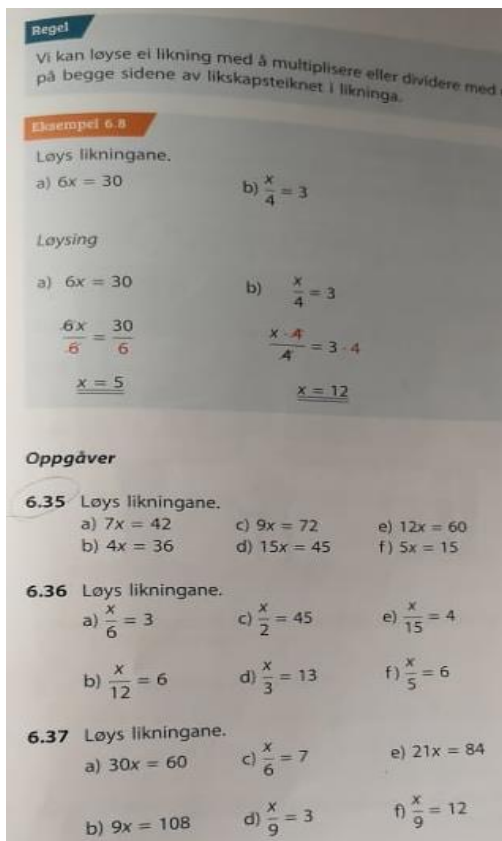 Regel
Vi kan løyse ei likning med å multiplisere eller dividere med
på begge sidene av likskapsteiknet i likninga.
Eksempel 6.8
Løys likningane.
a) 6x = 30 b) x/4 = 3
Løysing
a) 6x = 30 b) x/4 = 3
6x/6 = 30/6 x · 4/4 = 3 · 4
x = 5 x = 12
Oppgåver
6.35 Løys likningane.
a) 7x = 42 c) 9x = 72 e) 12x = 60
b) 4x = 36 d) 15x = 45 f) 5x = 15
6.36 Løys likningane.
a) x/6 = 3 c) x/2 = 45 e) x/15 = 4
b) x/12 = 6 d) x/3 = 13 f) x/5 = 6
6.37 Løys likningane.
a) 30x = 60 c) x/6 = 7 e) 21x = 84
b) 9x = 108 d) x/9 = 3 f) x/9 = 12